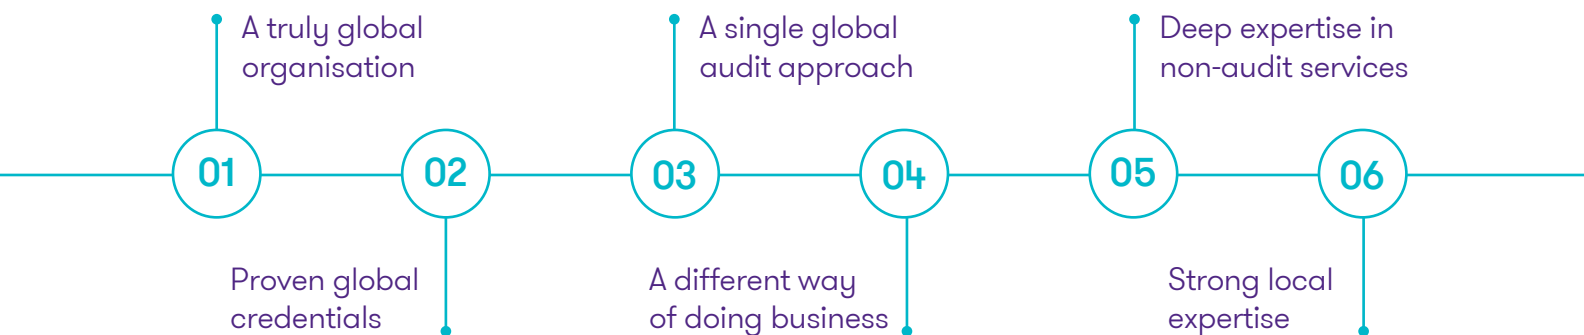 A truly global
organisation
A single global
audit approach
Deep expertise in
non-audit services
01
02
03
04
05
06
Proven global
credentials
A different way
of doing business
Strong local
expertise